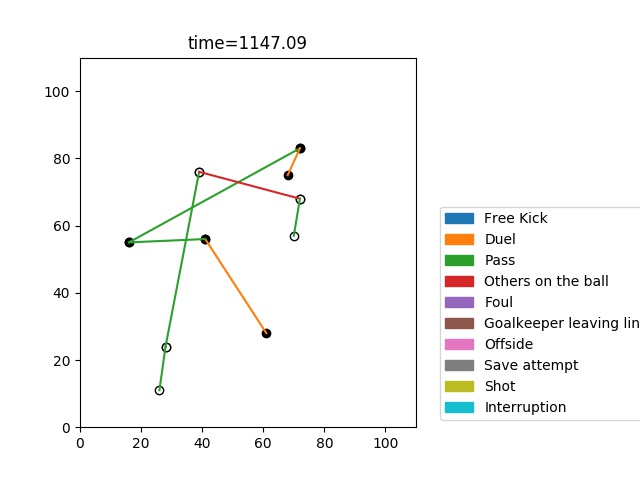 time=1147.09
100
80
60
40
20
0
0 20 40 60 80 100
Free Kick
Duel
Pass
Others on the ball
Foul
Goalkeeper leaving lin
Offside
Save attempt
Shot
Interruption